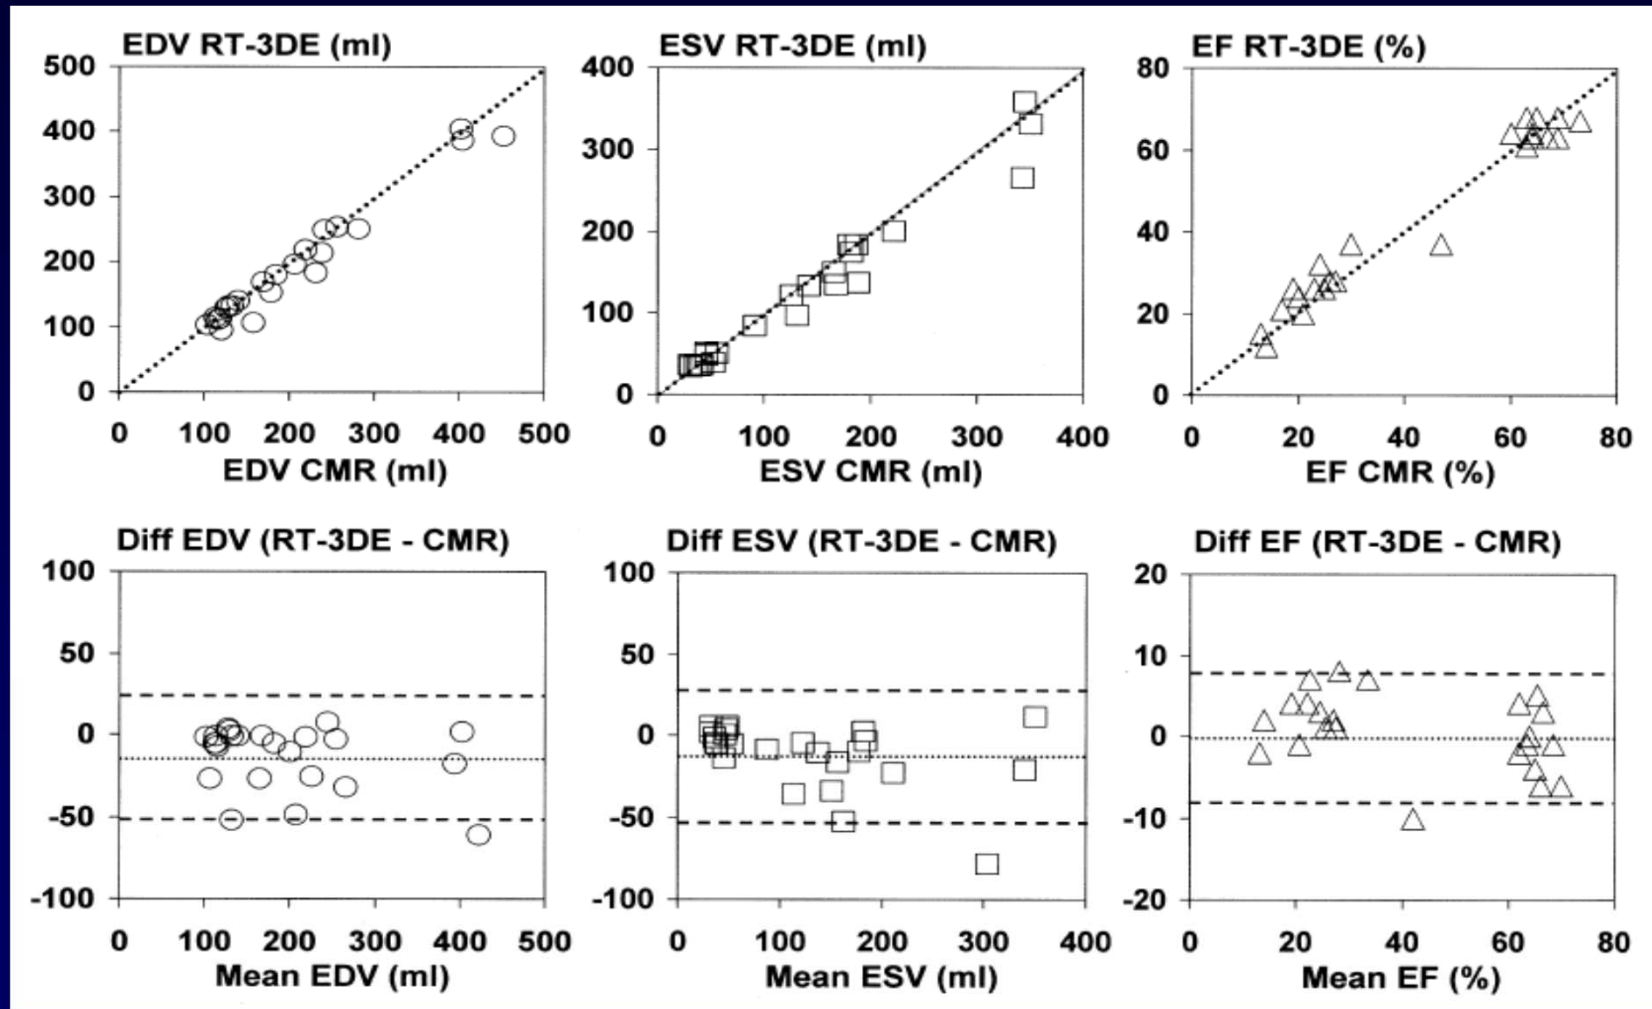 EDV RT-3DE (ml)
500
400
300
200
100
0
0 100 200 300 400 500
EDV CMR (ml)
ESV RT-3DE (ml)
400
300
200
100
0
0 100 200 300 400
ESV CMR (ml)
EF RT-3DE (%)
80
60
40
20
0
0 20 40 60 80
EF CMR (%)
Diff EDV (RT-3DE - CMR)
100
50
0
-50
-100
0 100 200 300 400 500
Mean EDV (ml)
Diff ESV (RT-3DE - CMR)
100
50
0
-50
-100
0 100 200 300 400
Mean ESV (ml)
Diff EF (RT-3DE - CMR)
20
10
0
-10
-20
0 20 40 60 80
Mean EF (%)